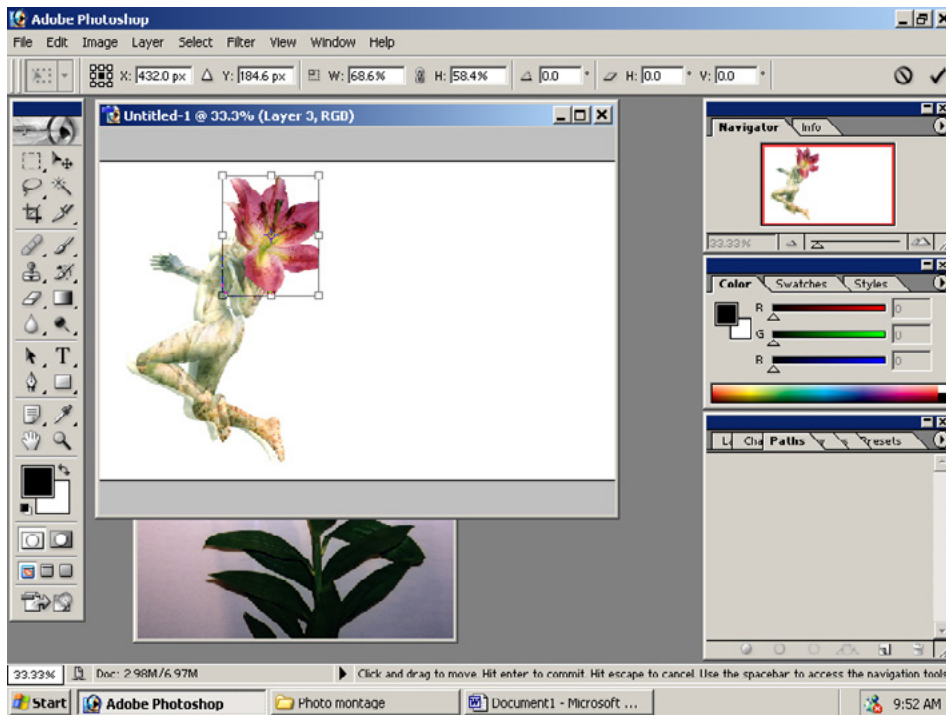 Adobe Photoshop
File Edit Image Layer Select Filter View Window Help
X: 432.0 px Y: 184.6 px W: 68.6% H: 58.4% 0.0 ° H: 0.0 ° V: 0.0 °
Untitled-1 @ 33.3% (Layer 3, RGB)
Navigator Info
33.33%
Color Swatches Styles
R 0
G 0
B 0
Cha Paths Presets
T
33.33% Doc: 2.98M/6.97M Click and drag to move. Hit enter to commit. Hit escape to cancel. Use the spacebar to access the navigation tools
Start Adobe Photoshop Photo montage Document1 - Microsoft ... 9:52 AM